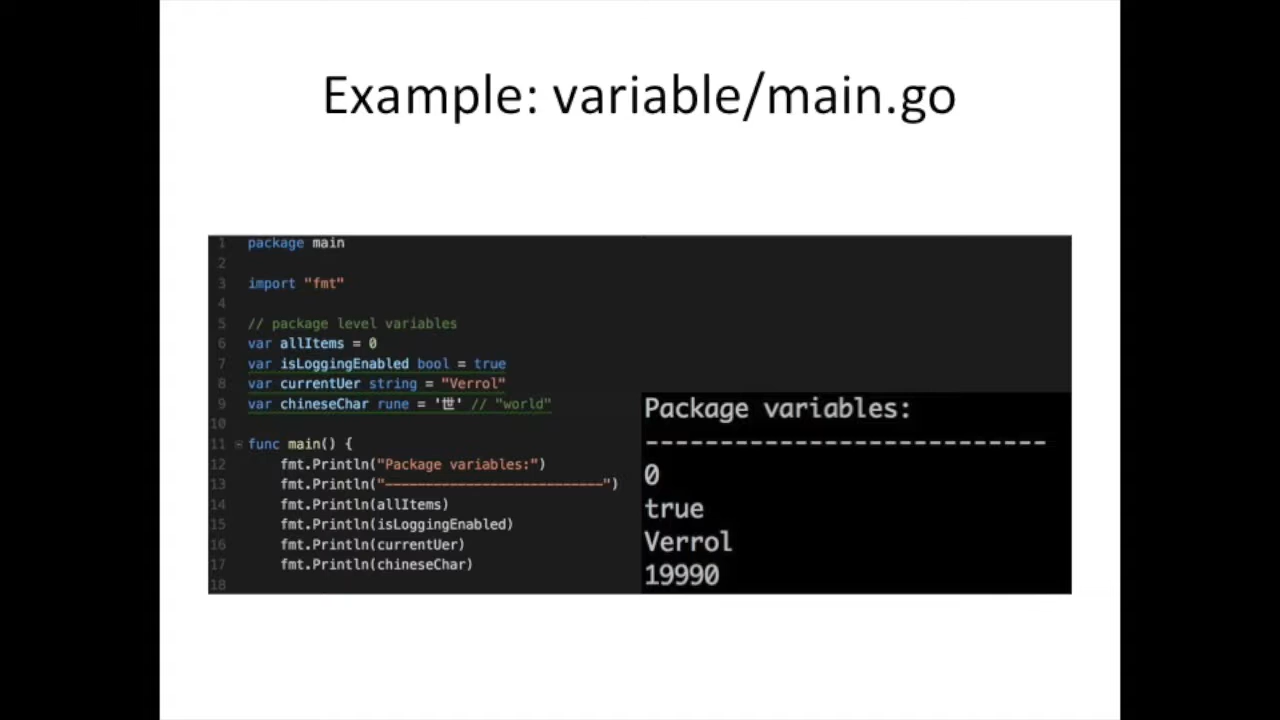 Example: variable/main.go
1 package main
2
3 import "fmt"
4
5 // package level variables
6 var allItems = 0
7 var isLoggingEnabled bool = true
8 var currentUer string = "Verrol"
9 var chineseChar rune = '世' // "world"
10
11 func main() {
12 fmt.Println("Package variables:")
13 fmt.Println("---------------------------")
14 fmt.Println(allItems)
15 fmt.Println(isLoggingEnabled)
16 fmt.Println(currentUer)
17 fmt.Println(chineseChar)
18
Package variables:
---------------------------
0
true
Verrol
19990